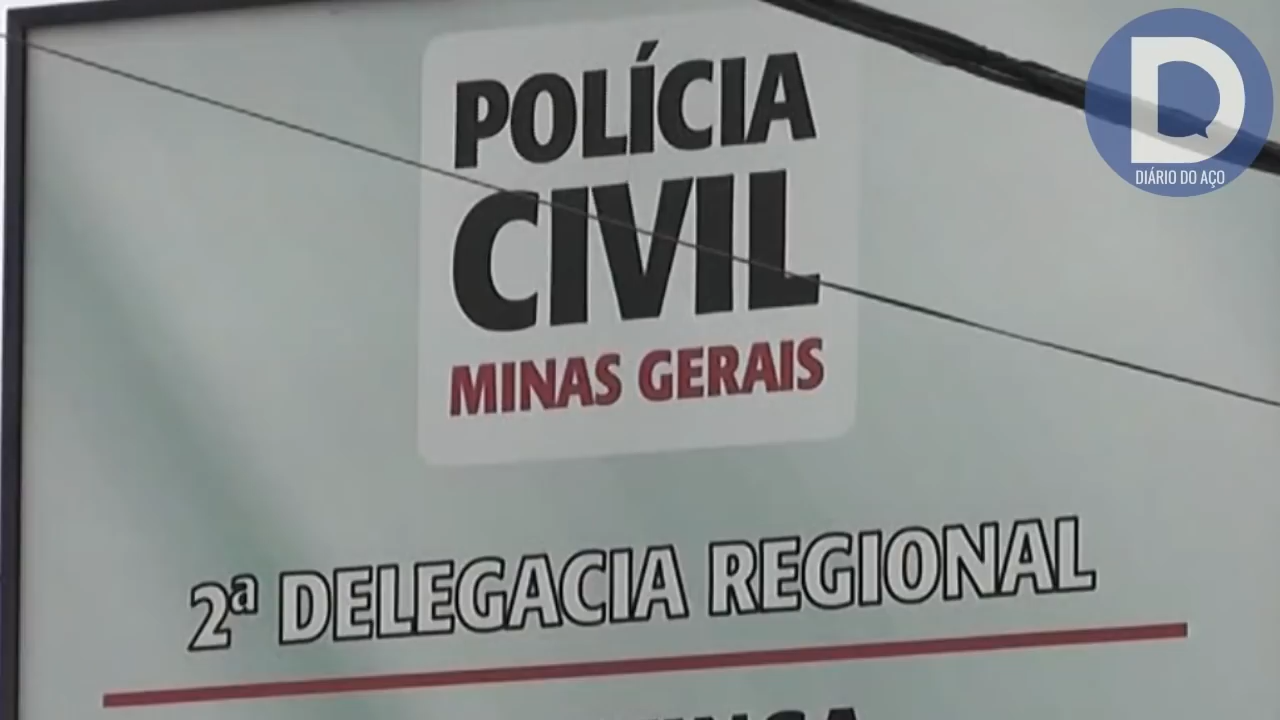 POLÍCIA
CIVIL
MINAS GERAIS
2ª DELEGACIA REGIONAL
DIÁRIO DO AÇO